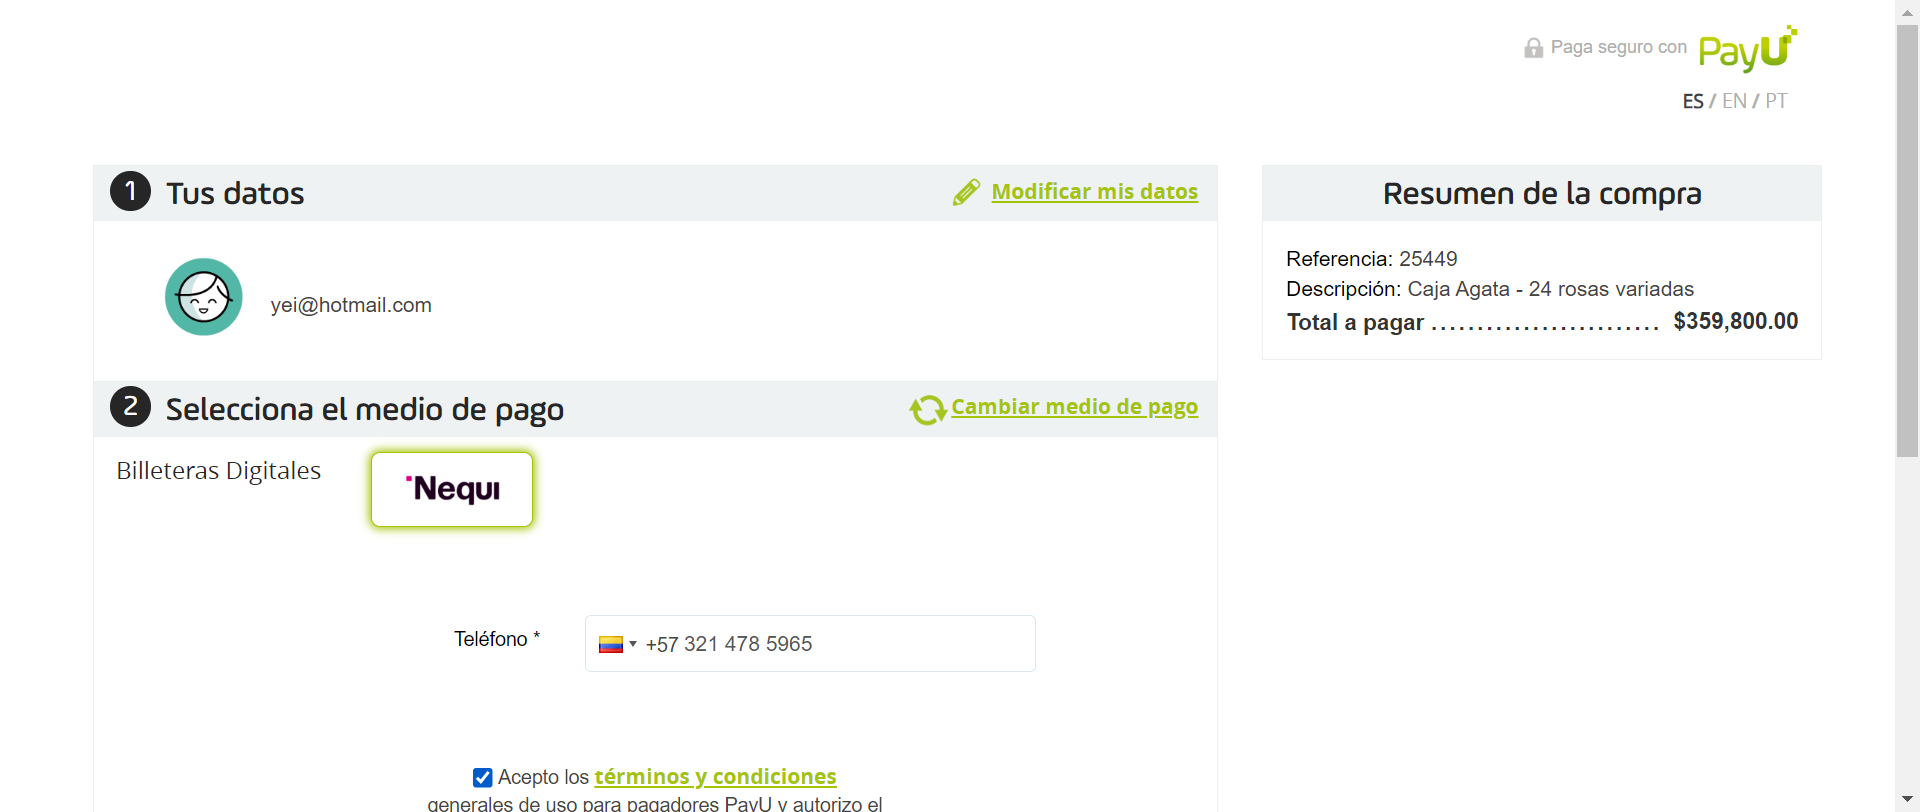 Paga seguro con PayU
ES / EN / PT
1 Tus datos
Modificar mis datos
yei@hotmail.com
2 Selecciona el medio de pago
Cambiar medio de pago
Billeteras Digitales
Nequi
Teléfono *
+57 321 478 5965
Acepto los términos y condiciones
generales de uso para pagadores PayU y autorizo el
Resumen de la compra
Referencia: 25449
Descripción: Caja Agata - 24 rosas variadas
Total a pagar ......................... $359,800.00